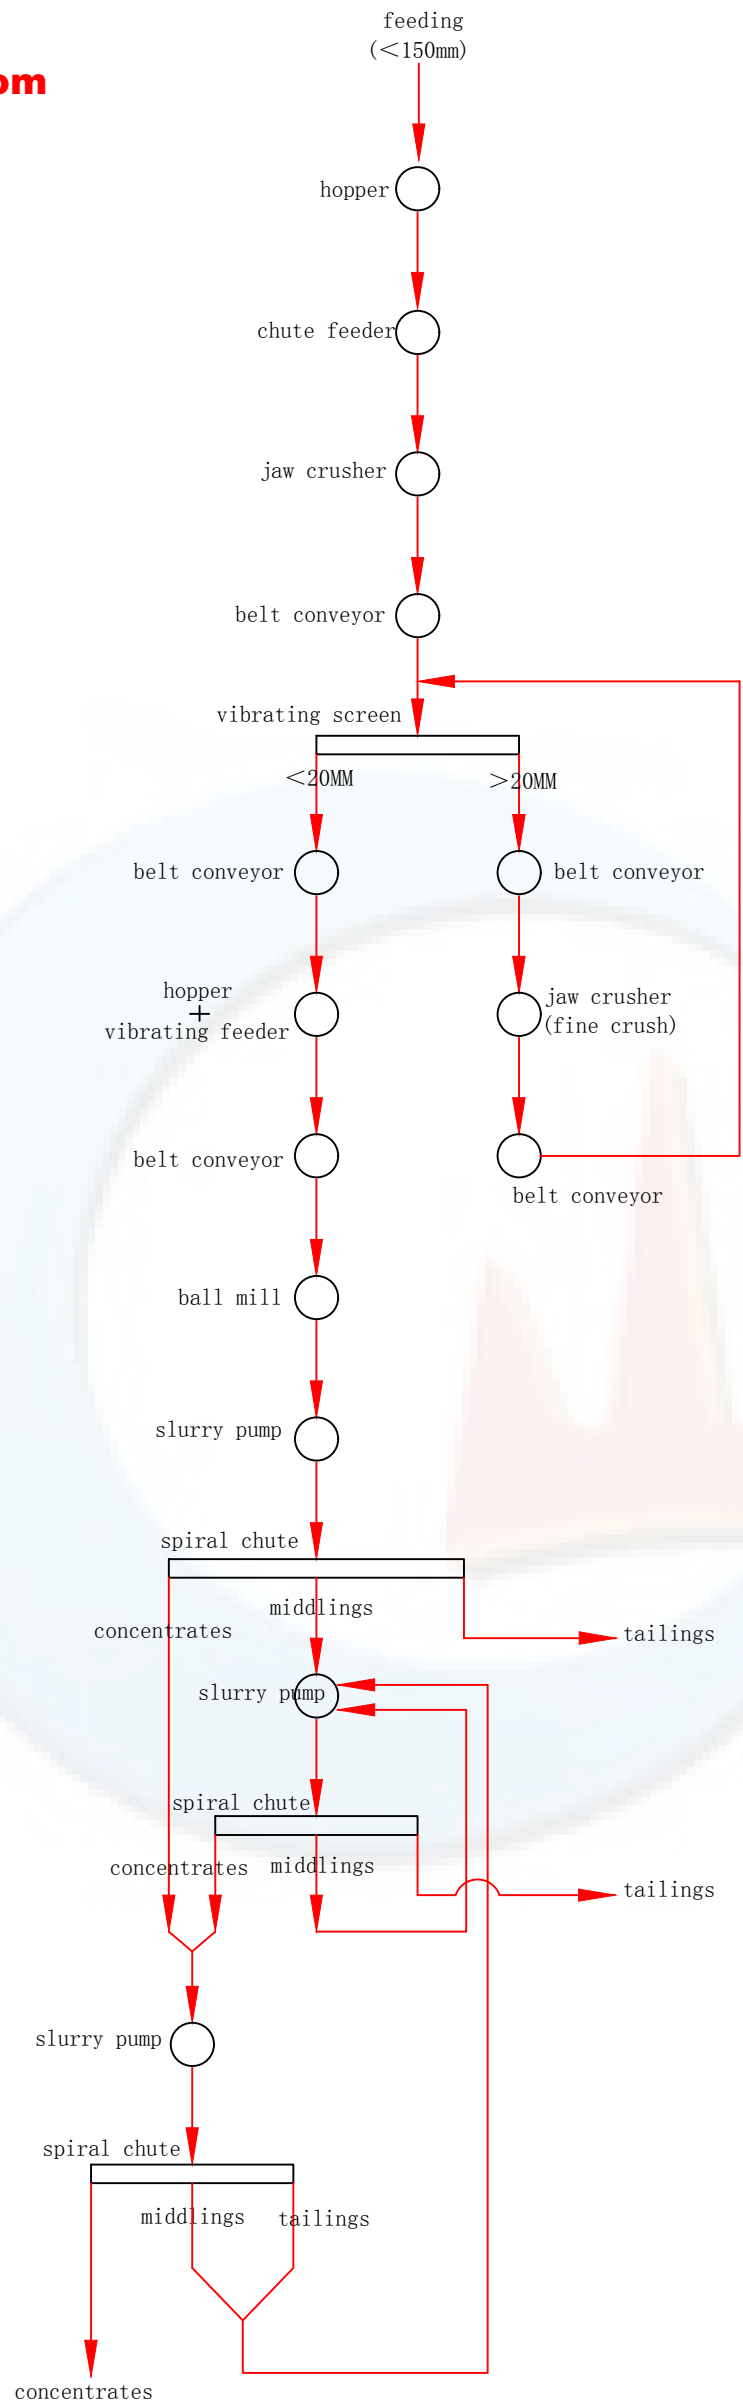 feeding
(<150mm)
om
hopper
chute feeder
jaw crusher
belt conveyor
vibrating screen
<20MM
>20MM
belt conveyor
belt conveyor
hopper
+
vibrating feeder
jaw crusher
(fine crush)
belt conveyor
belt conveyor
ball mill
slurry pump
spiral chute
middlings
concentrates
tailings
slurry pump
spiral chute
concentrates
middlings
tailings
slurry pump
spiral chute
middlings
tailings
concentrates